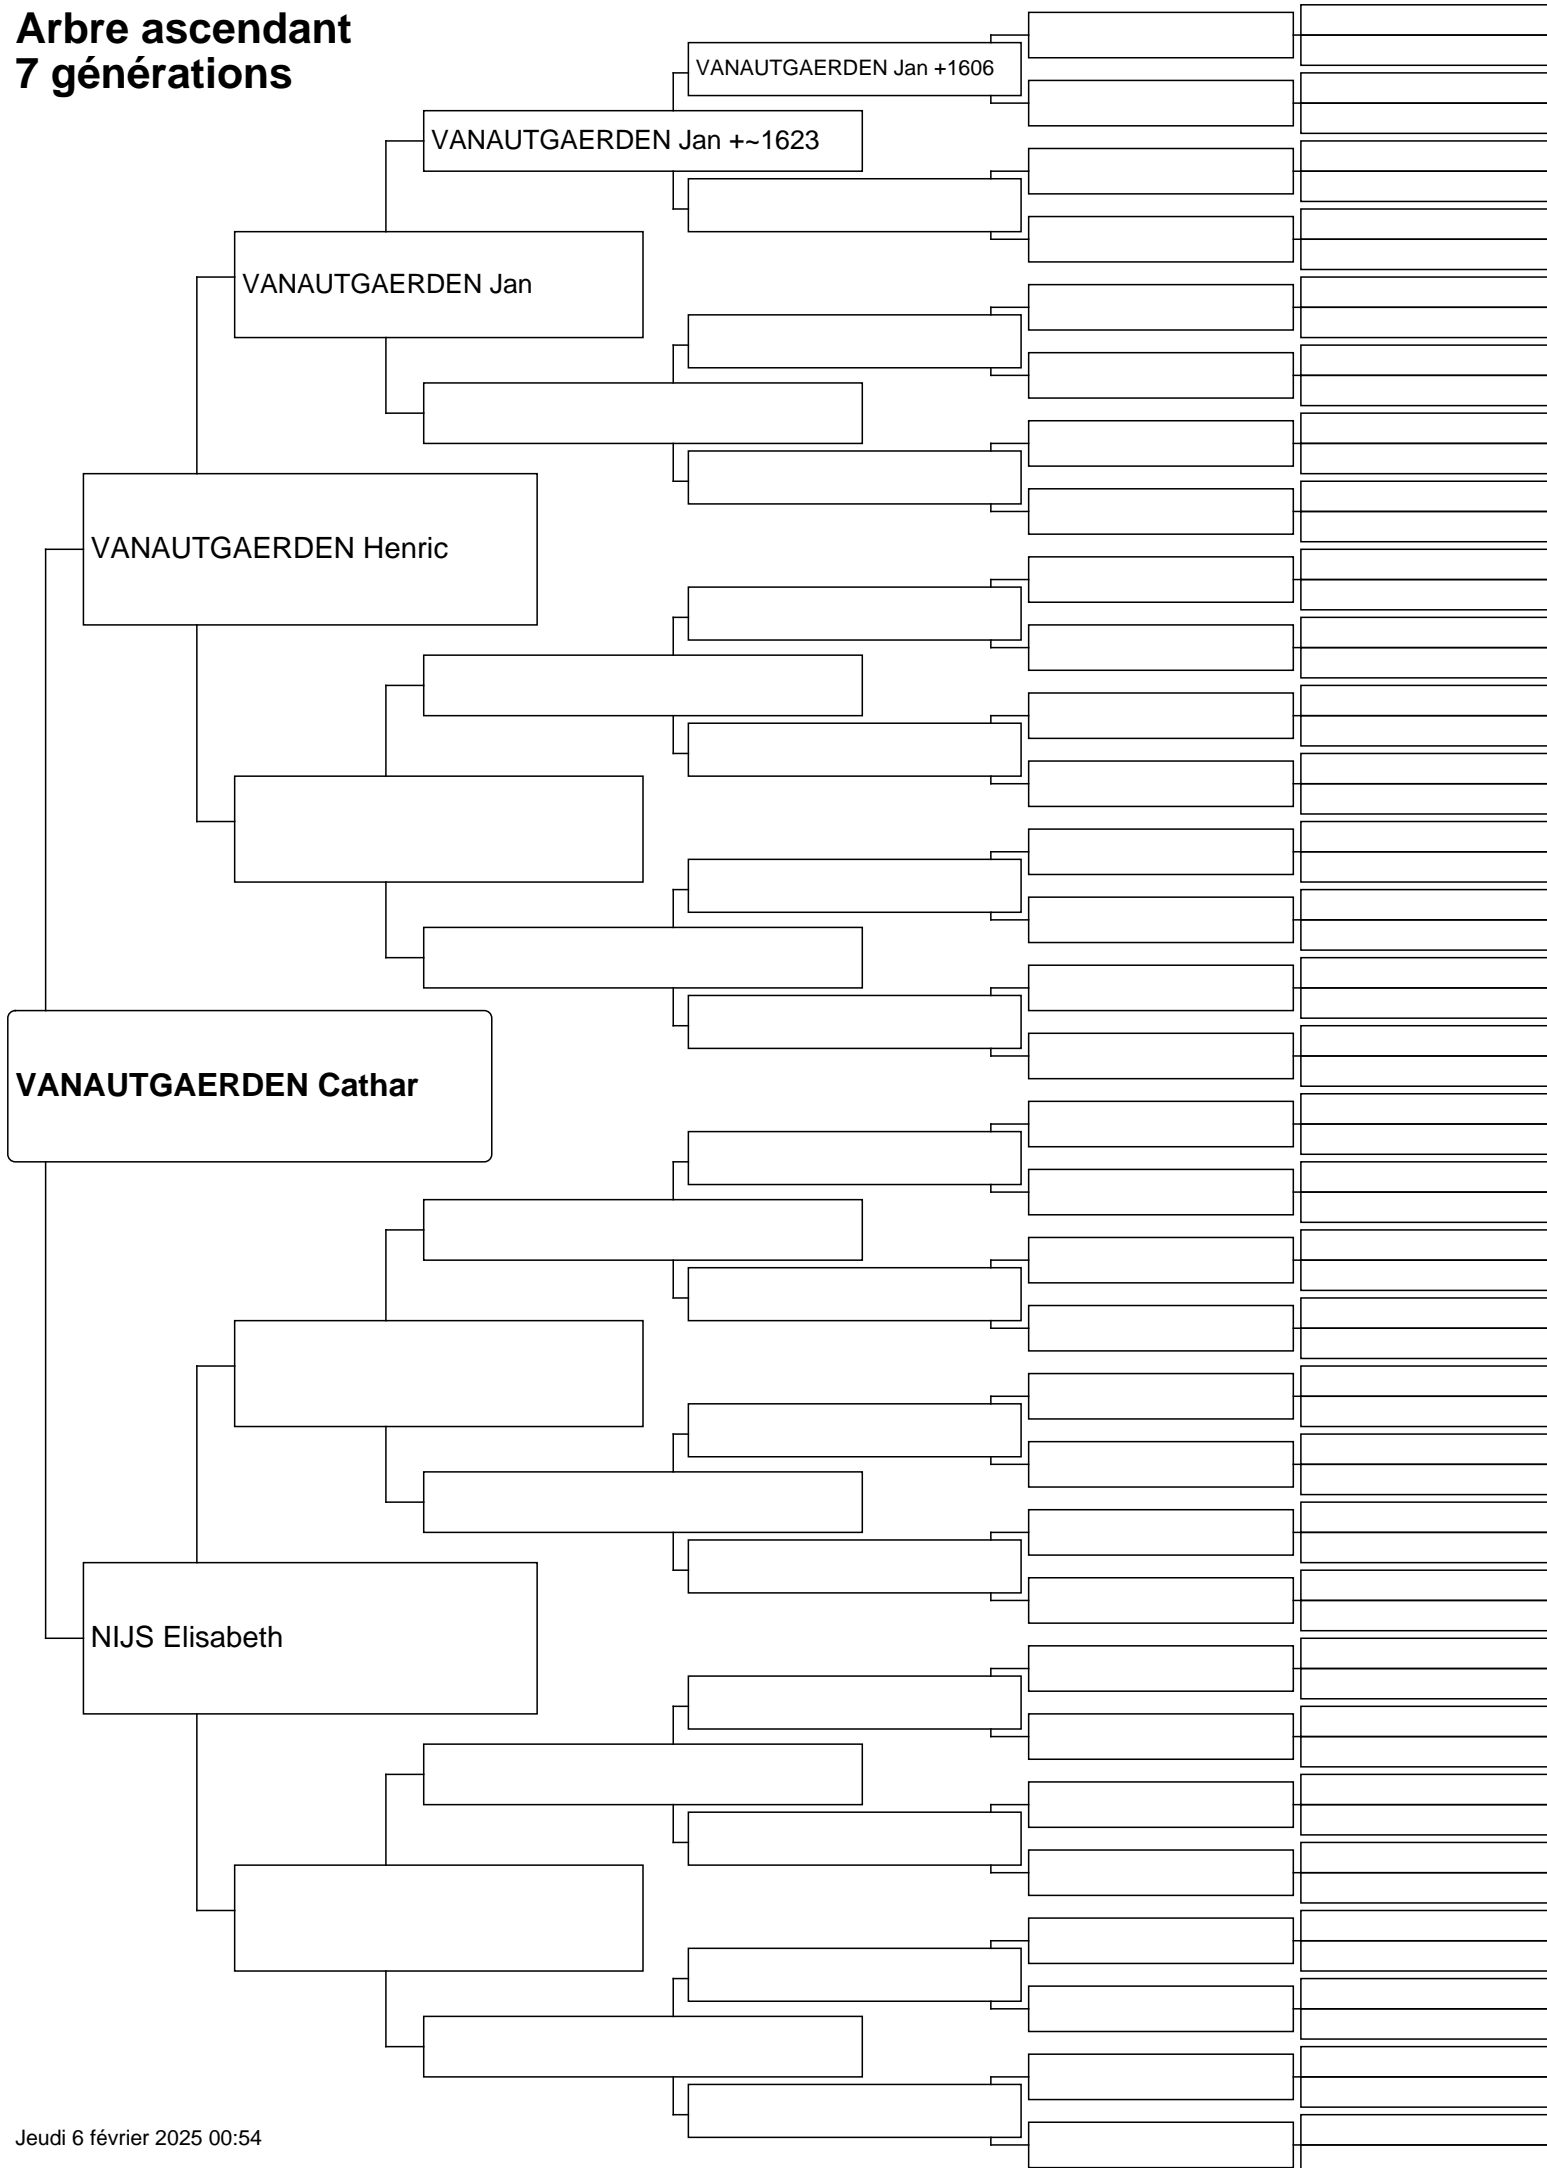 Arbre ascendant
7 générations
VANAUTGAERDEN Jan +1606
VANAUTGAERDEN Jan +~1623
VANAUTGAERDEN Jan
VANAUTGAERDEN Henric
VANAUTGAERDEN Cathar
NIJS Elisabeth
Jeudi 6 février 2025 00:54